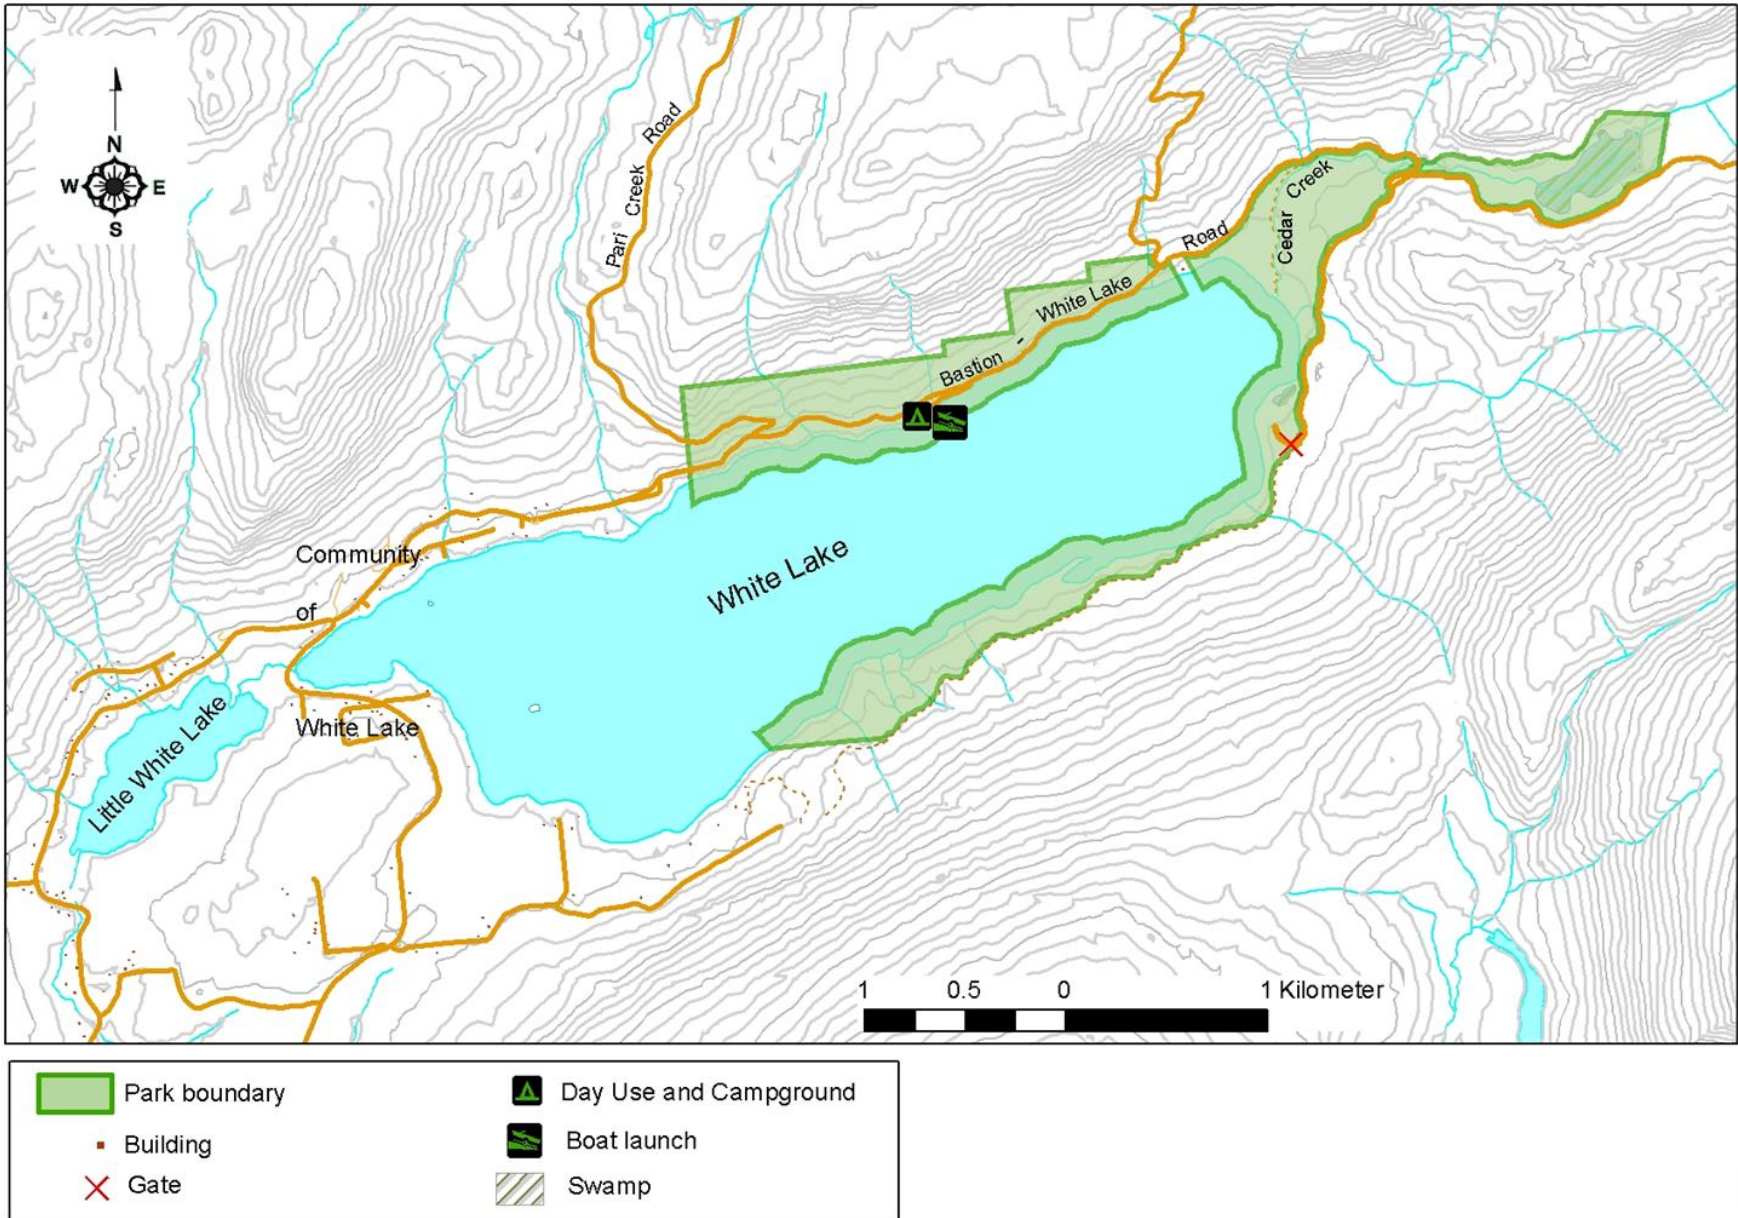 N
W
E
S
Pari Creek Road
Bastion - White Lake Road
Cedar Creek
White Lake
Community
of
White Lake
Little White Lake
1 0.5 0 1 Kilometer
Park boundary
Building
Gate
Day Use and Campground
Boat launch
Swamp